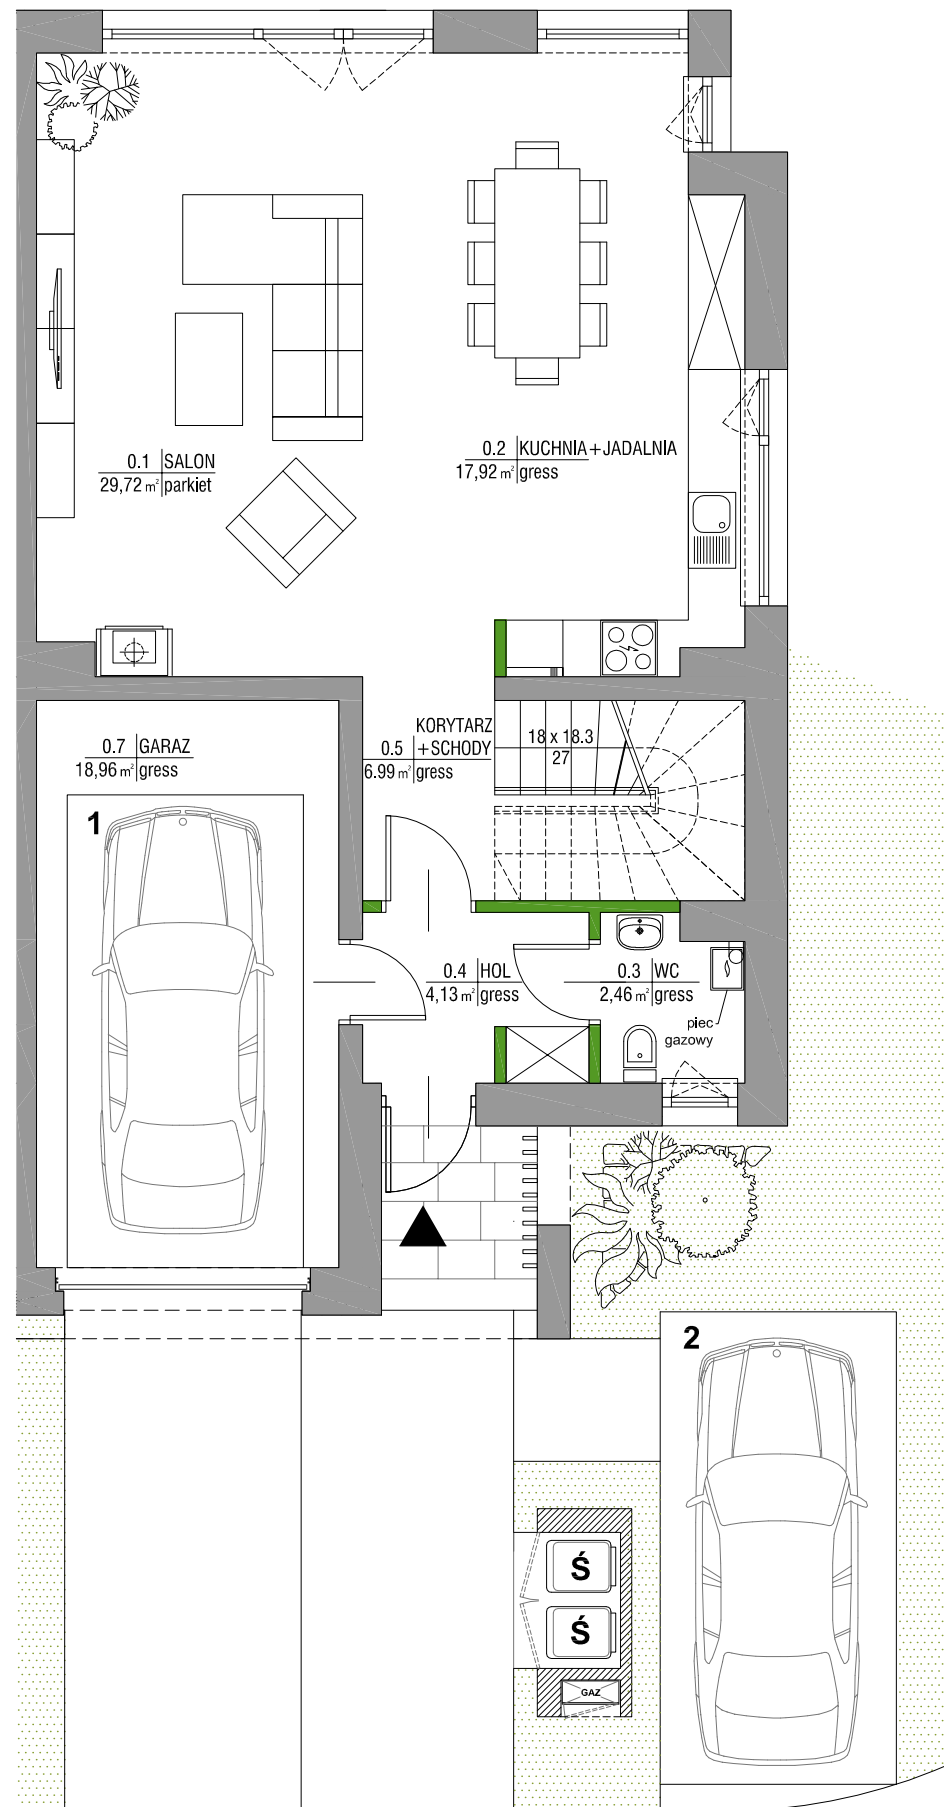 0.1 SALON
29,72 m² parkiet
0.2 KUCHNIA+JADALNIA
17,92 m² gress
KORYTARZ
0.5 +SCHODY
6.99 m² gress
18 x 18.3
27
0.7 GARAZ
18,96 m² gress
1
0.4 HOL
4,13 m² gress
0.3 WC
2,46 m² gress
piec
gazowy
2
Ś
Ś
GAZ